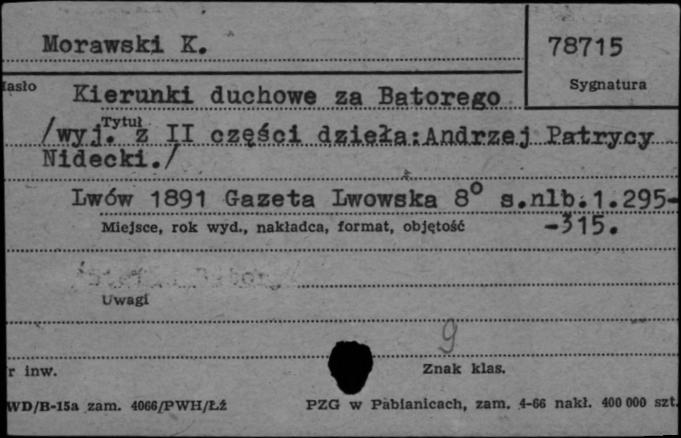 Morawski K.
78715
Sygnatura
Hasło
Kierunki duchowe za Batorego
Tytuł
/wyj. z II części dzieła:Andrzej Patrycy
Nidecki./
Lwów 1891 Gazeta Lwowska 8° s.nlb.1.295-
-315.
Miejsce, rok wyd., nakładca, format, objętość
Uwagi
9
r inw.
Znak klas.
WD/B-15a zam. 4066/PWH/Łź
PZG w Pabianicach, zam. 4-66 nakł. 400 000 szt.